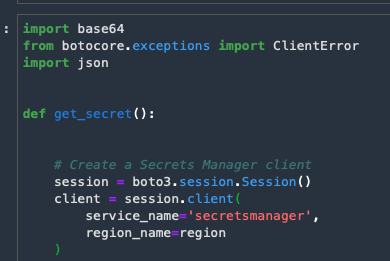 :
import base64
from botocore.exceptions import ClientError
import json
def get_secret():
# Create a Secrets Manager client
session = boto3.session.Session()
client = session.client(
service_name='secretsmanager',
region_name=region
)